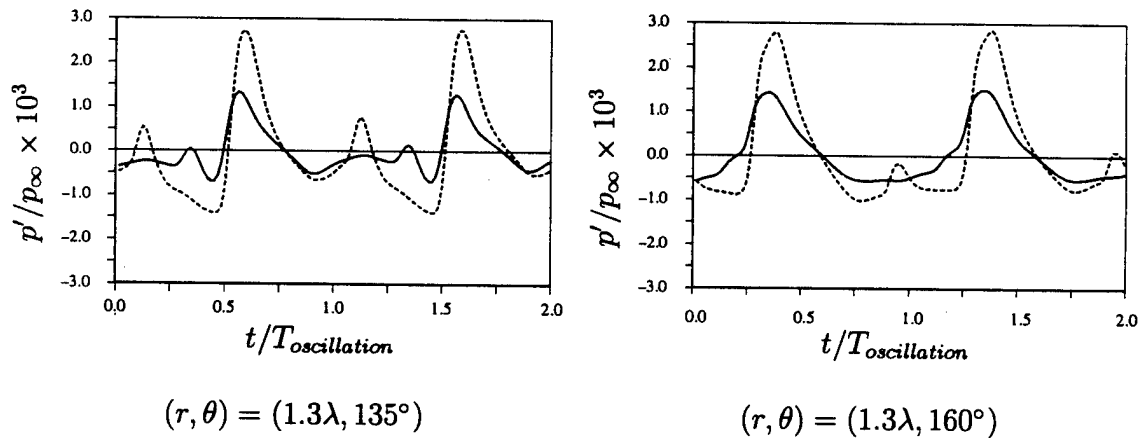 3.0
2.0
1.0
0.0
−1.0
−2.0
−3.0
p′/p∞ × 10³
0.0 0.5 1.0 1.5 2.0
t/T_oscillation
(r, θ) = (1.3λ, 135°)
3.0
2.0
1.0
0.0
−1.0
−2.0
−3.0
p′/p∞ × 10³
0.0 0.5 1.0 1.5 2.0
t/T_oscillation
(r, θ) = (1.3λ, 160°)